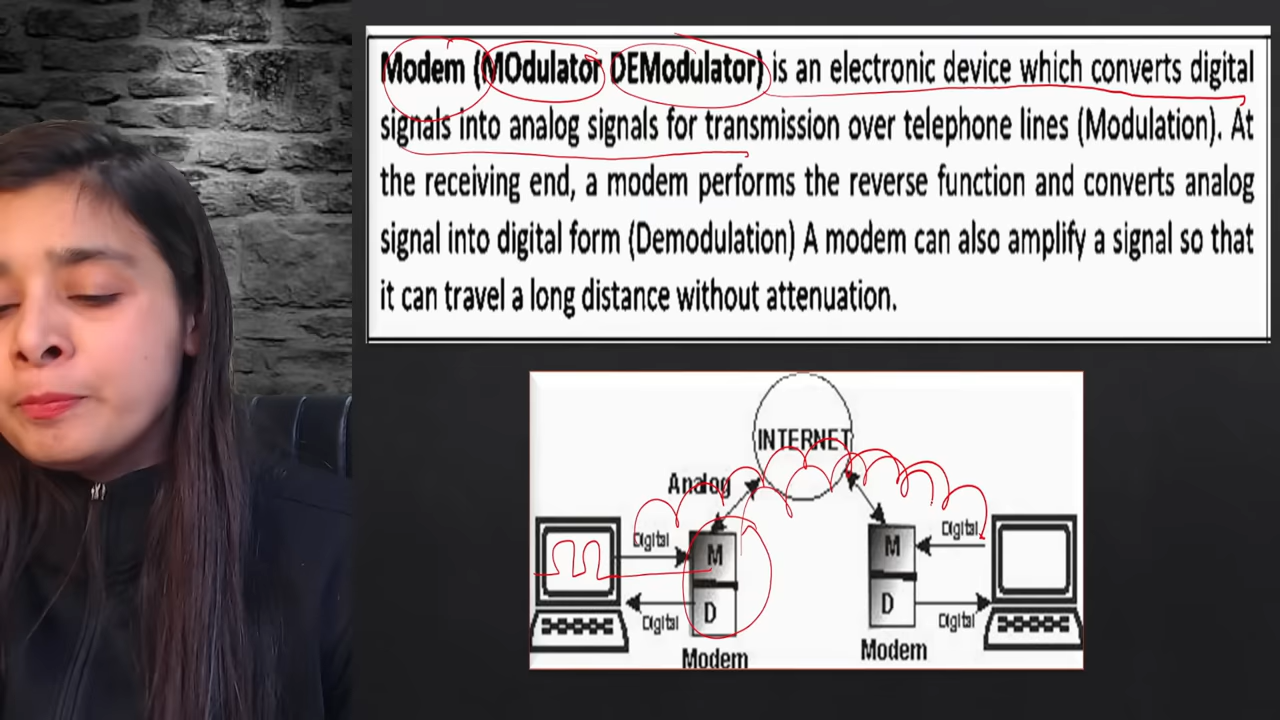 Modem (MOdulator DEModulator) is an electronic device which converts digital
signals into analog signals for transmission over telephone lines (Modulation). At
the receiving end, a modem performs the reverse function and converts analog
signal into digital form (Demodulation) A modem can also amplify a signal so that
it can travel a long distance without attenuation.
INTERNET
Analog
Digital
M
D
Digital
Modem
Digital
M
D
Digital
Modem